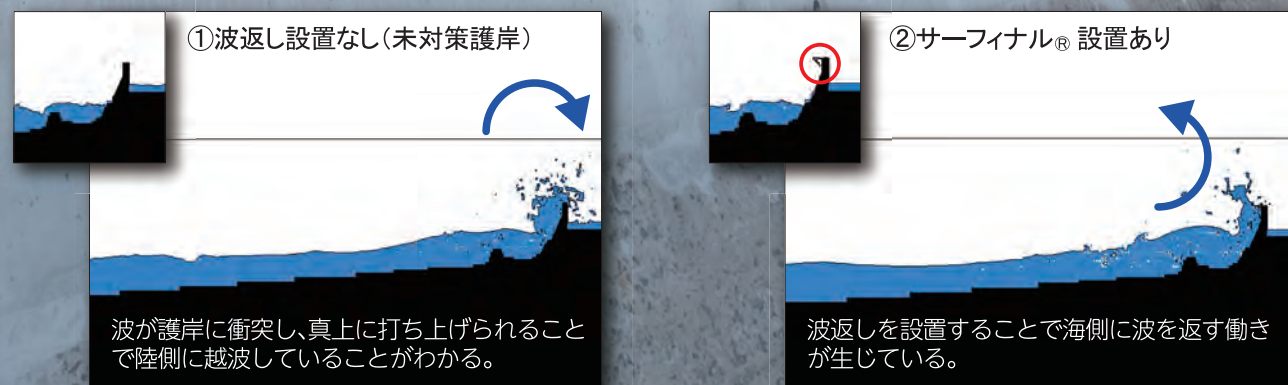 ①波返し設置なし（未対策護岸）
波が護岸に衝突し、真上に打ち上げられること
で陸側に越波していることがわかる。
②サーフィナル® 設置あり
波返しを設置することで海側に波を返す働き
が生じている。